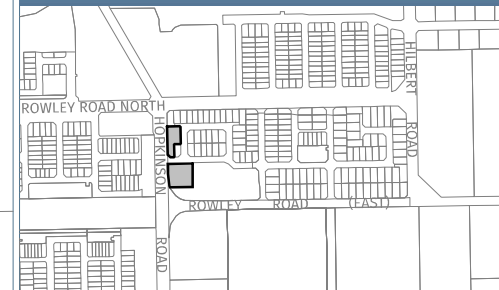 HILBERT
ROWLEY ROAD NORTH
HOPKINSON
ROAD
ROWLEY ROAD (EAST)
ROAD